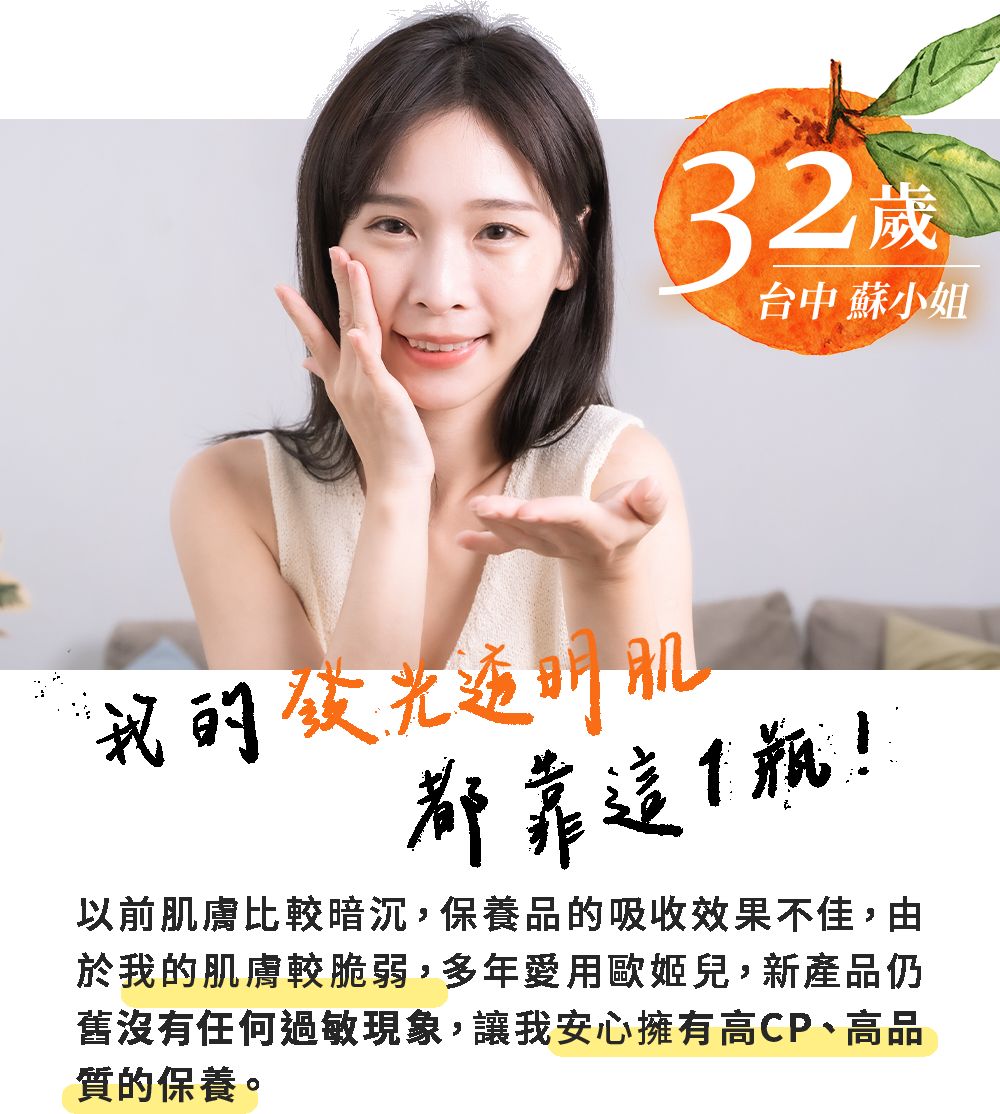 32歲
台中 蘇小姐
我的發光透明肌
都靠這1瓶!
以前肌膚比較暗沉,保養品的吸收效果不佳,由
於我的肌膚較脆弱,多年愛用歐姬兒,新產品仍
舊沒有任何過敏現象,讓我安心擁有高CP、高品
質的保養。